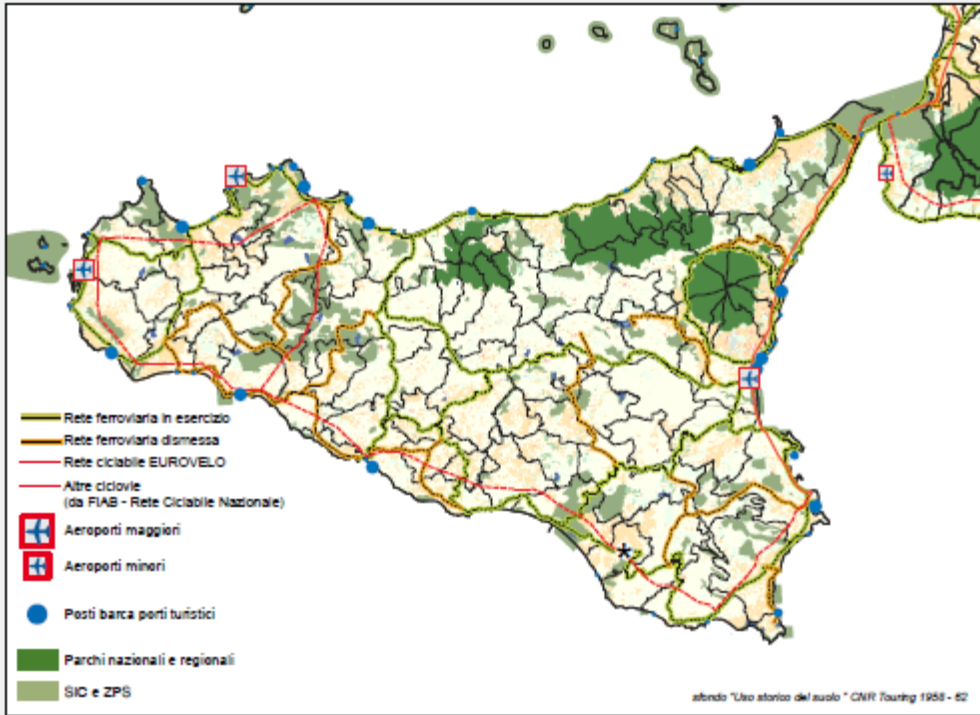 Rete ferroviaria in esercizio
Rete ferroviaria dismessa
Rete ciclabile EUROVELO
Altre ciclovie
(da FIAB - Rete Ciclabile Nazionale)
Aeroporti maggiori
Aeroporti minori
Posti barca porti turistici
Parchi nazionali e regionali
SIC e ZPS
sfondo "Uso storico del suolo " CNR Touring 1956 - 62